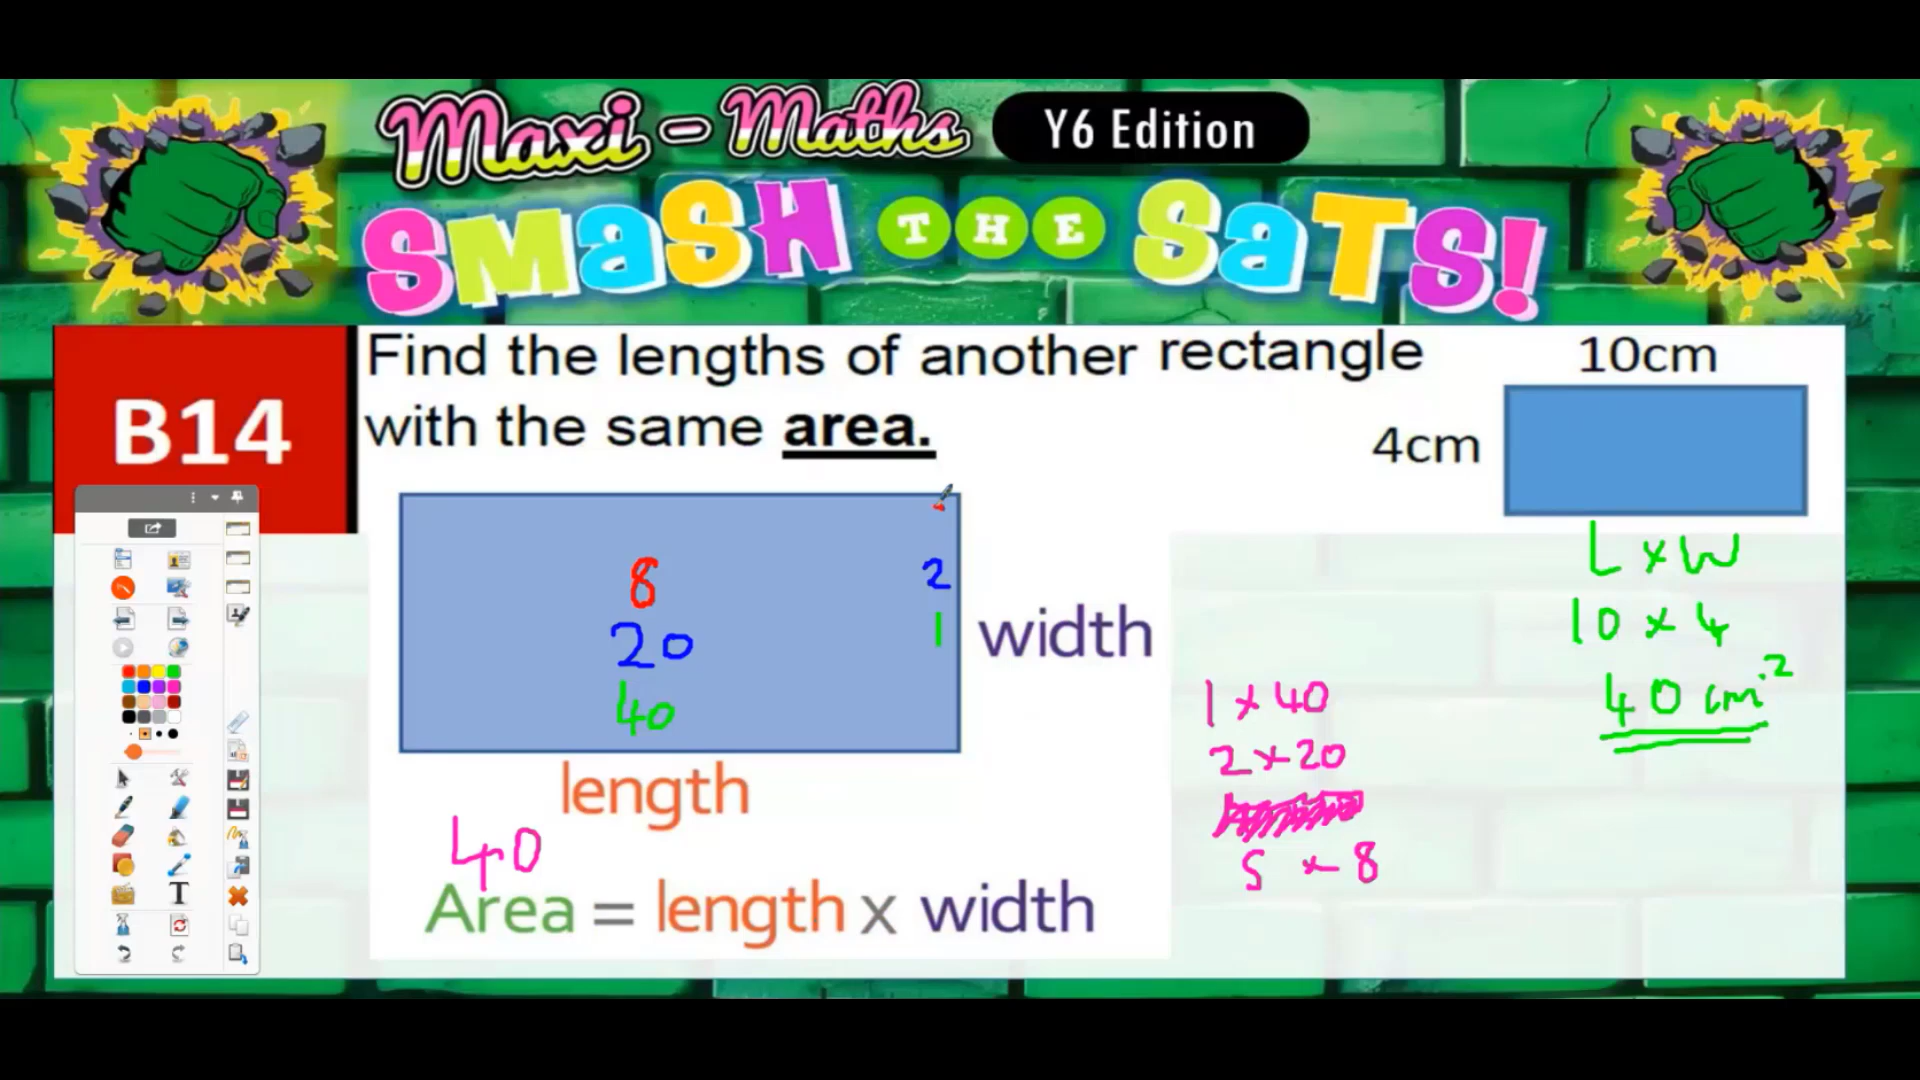 Maxi - Maths Y6 Edition
SMaSH THE SaTS!
B14
Find the lengths of another rectangle
with the same area.
10cm
4cm
8
2
20
1
40
width
length
40
Area = length x width
1 x 40
2 x 20
5 x 8
L x W
10 x 4
40 cm²
T